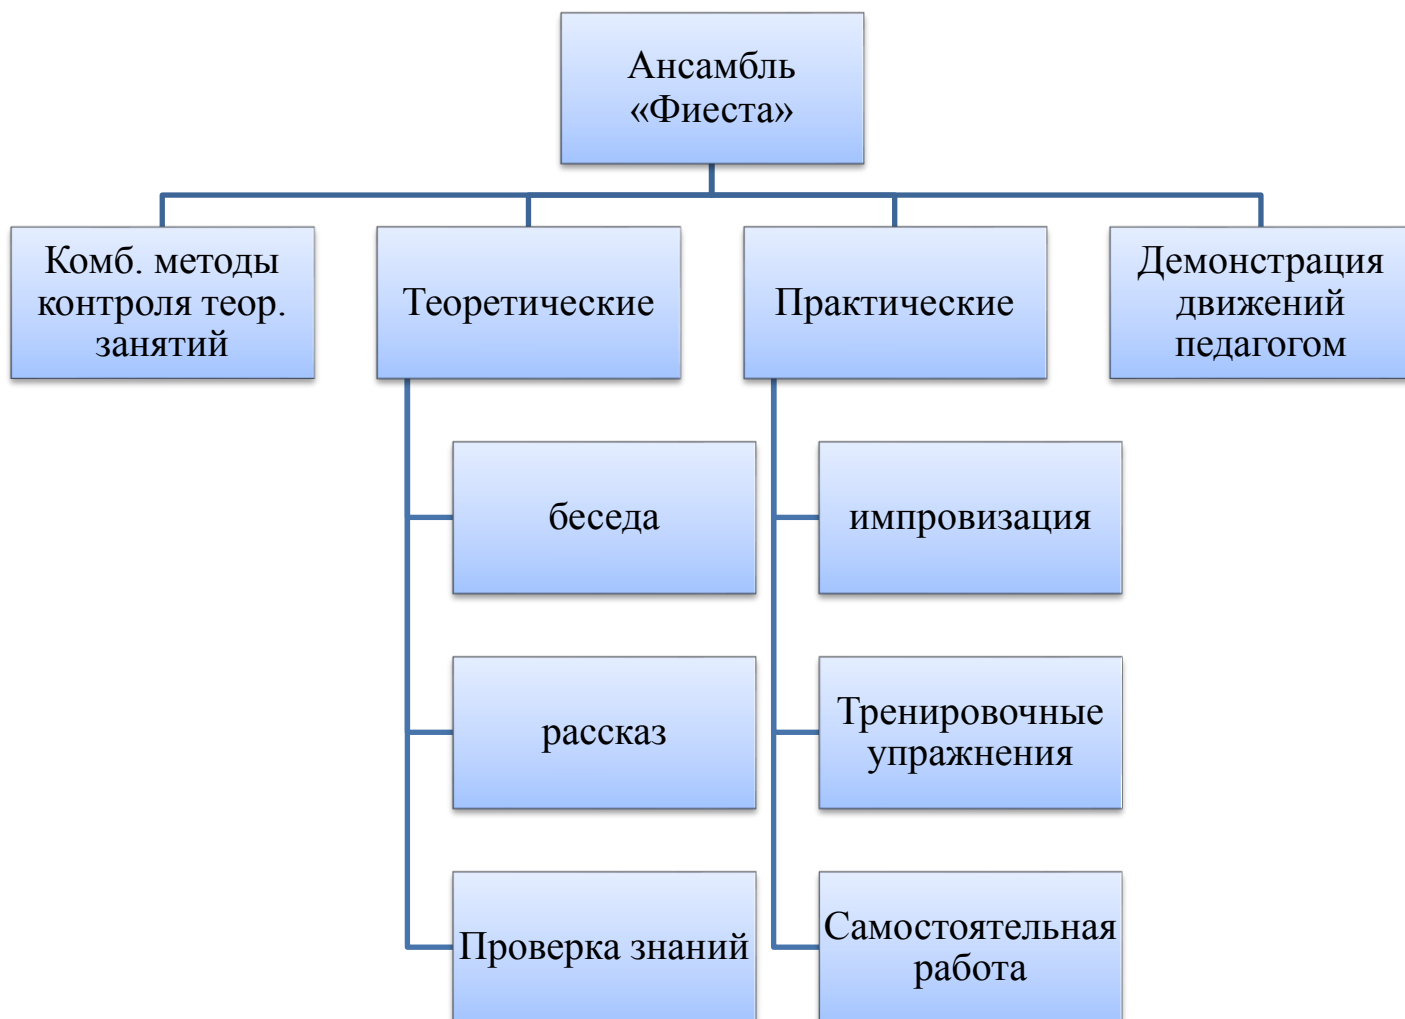 Ансамбль
«Фиеста»
Комб. методы
контроля теор.
занятий
Теоретические
Практические
Демонстрация
движений
педагогом
беседа
импровизация
рассказ
Тренировочные
упражнения
Проверка знаний
Самостоятельная
работа